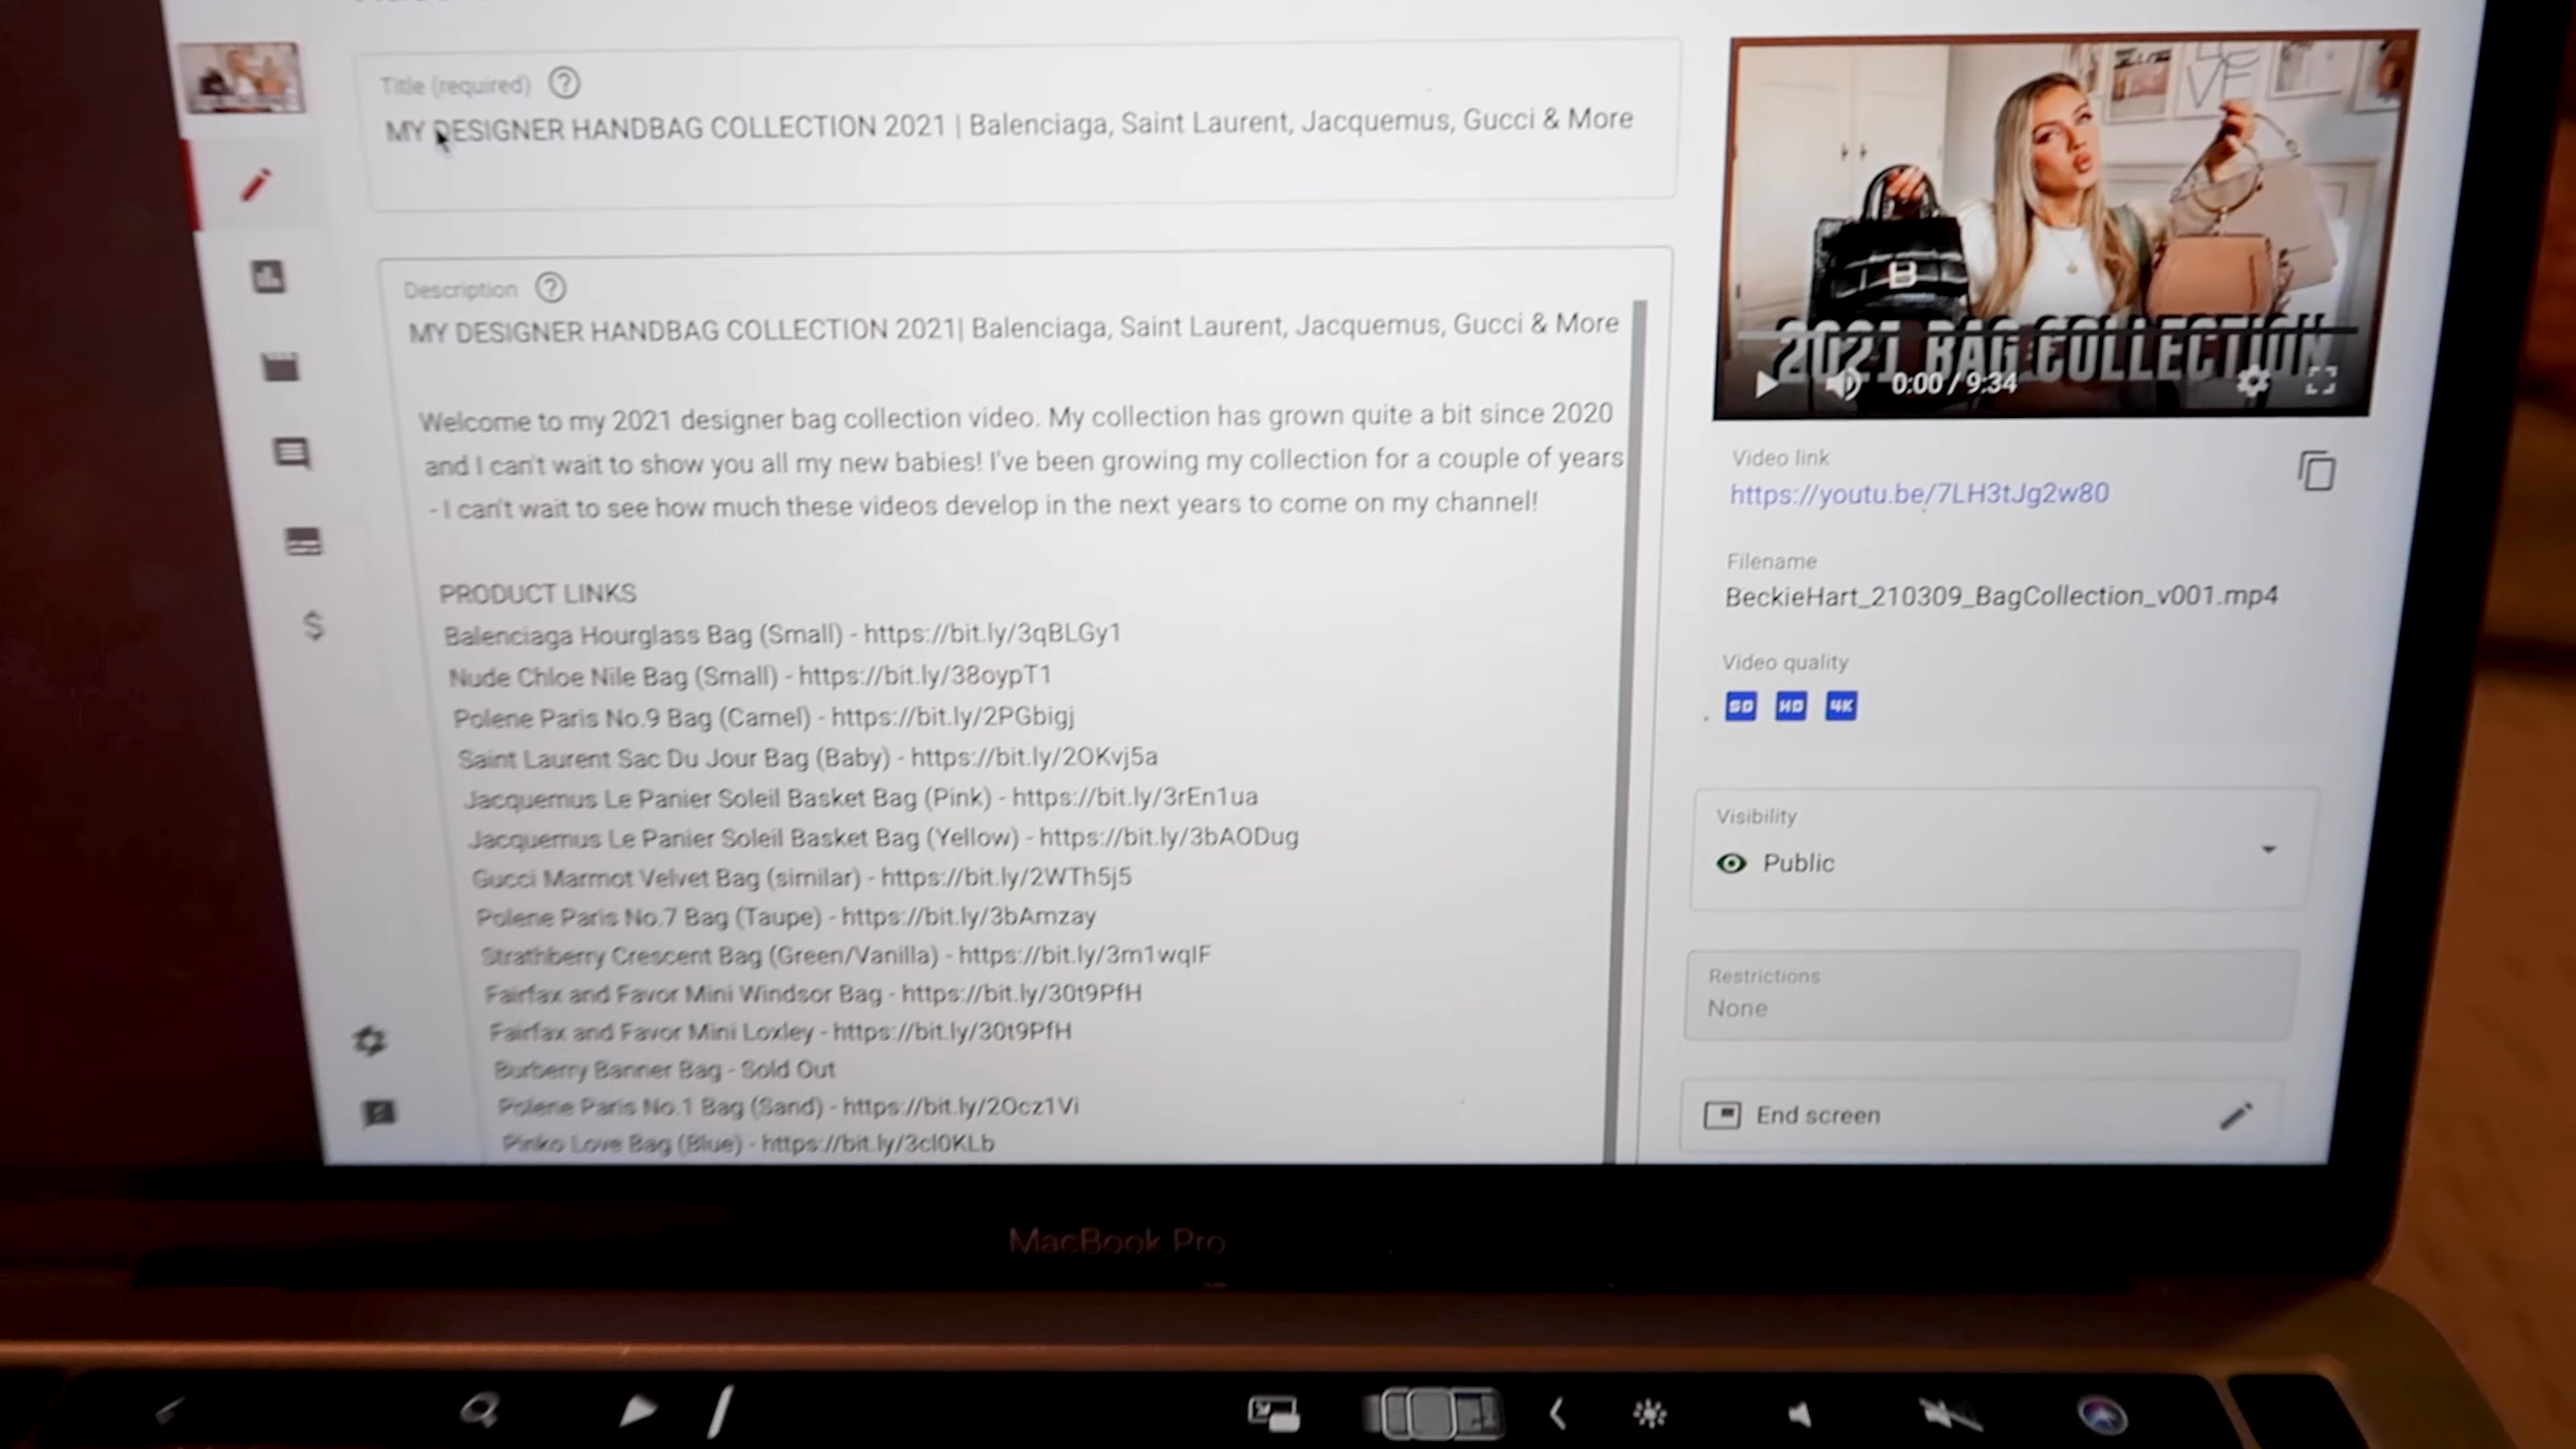 Title (required)
MY DESIGNER HANDBAG COLLECTION 2021 | Balenciaga, Saint Laurent, Jacquemus, Gucci & More
Description
MY DESIGNER HANDBAG COLLECTION 2021| Balenciaga, Saint Laurent, Jacquemus, Gucci & More
Welcome to my 2021 designer bag collection video. My collection has grown quite a bit since 2020
and I can't wait to show you all my new babies! I've been growing my collection for a couple of years
- I can't wait to see how much these videos develop in the next years to come on my channel!
PRODUCT LINKS
Balenciaga Hourglass Bag (Small) - https://bit.ly/3qBLGy1
Nude Chloe Nile Bag (Small) - https://bit.ly/38oypT1
Polene Paris No.9 Bag (Camel) - https://bit.ly/2PGbigj
Saint Laurent Sac Du Jour Bag (Baby) - https://bit.ly/2OKvj5a
Jacquemus Le Panier Soleil Basket Bag (Pink) - https://bit.ly/3rEn1ua
Jacquemus Le Panier Soleil Basket Bag (Yellow) - https://bit.ly/3bAODug
Gucci Marmot Velvet Bag (similar) - https://bit.ly/2WTh5j5
Polene Paris No.7 Bag (Taupe) - https://bit.ly/3bAmzay
Strathberry Crescent Bag (Green/Vanilla) - https://bit.ly/3m1wqIF
Fairfax and Favor Mini Windsor Bag - https://bit.ly/30t9PfH
Fairfax and Favor Mini Loxley - https://bit.ly/30t9PfH
Burberry Banner Bag - Sold Out
Polene Paris No.1 Bag (Sand) - https://bit.ly/2Ocz1Vi
Pinko Love Bag (Blue) - https://bit.ly/3cl0KLb
2021 BAG COLLECTION
0:00 / 9:34
Video link
https://youtu.be/7LH3tJg2w80
Filename
BeckieHart_210309_BagCollection_v001.mp4
Video quality
SD HD 4K
Visibility
Public
Restrictions
None
End screen
MacBook Pro